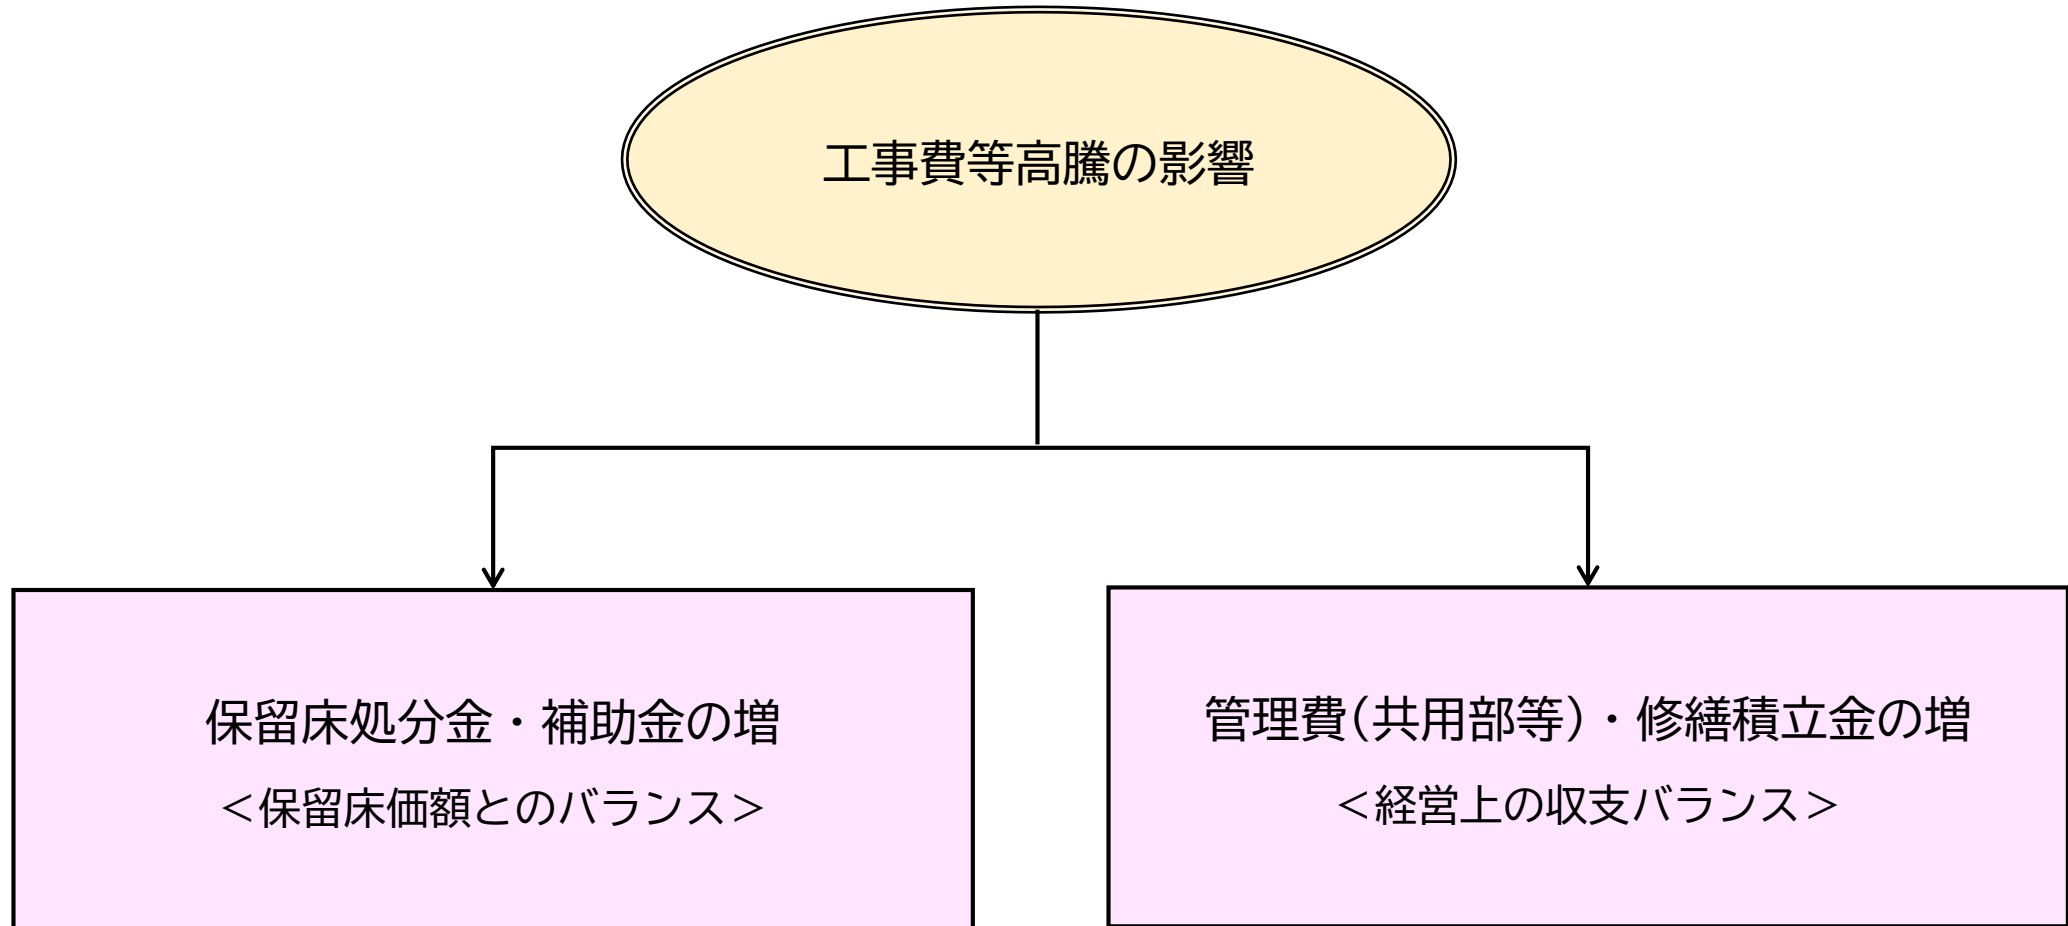 工事費等高騰の影響
保留床処分金・補助金の増
＜保留床価額とのバランス＞
管理費(共用部等)・修繕積立金の増
＜経営上の収支バランス＞